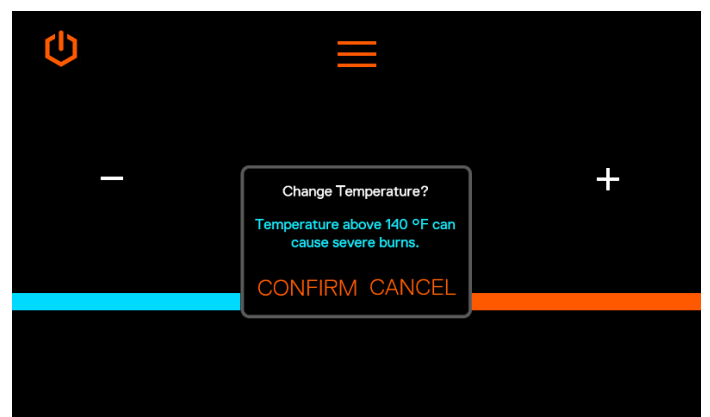 − +
Change Temperature?
Temperature above 140 °F can
cause severe burns.
CONFIRM CANCEL